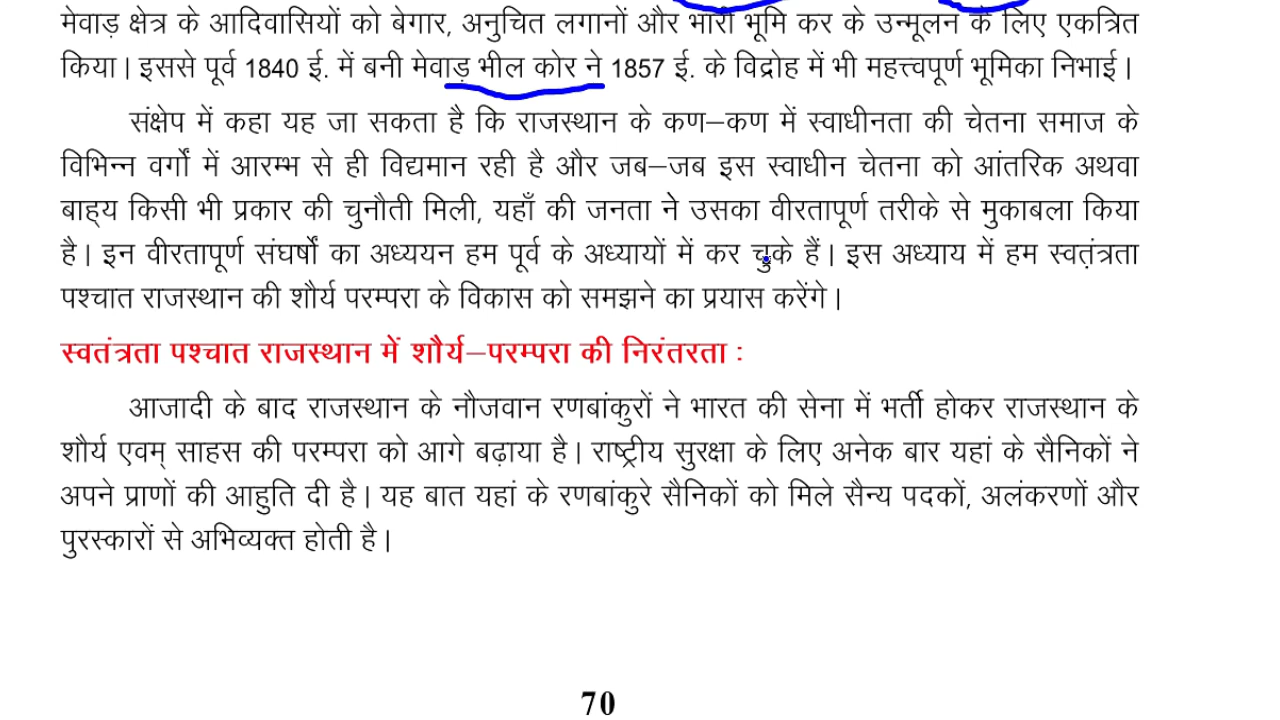 मेवाड़ क्षेत्र के आदिवासियों को बेगार, अनुचित लगानों और भारी भूमि कर के उन्मूलन के लिए एकत्रित
किया। इससे पूर्व 1840 ई. में बनी मेवाड़ भील कोर ने 1857 ई. के विद्रोह में भी महत्त्वपूर्ण भूमिका निभाई।
संक्षेप में कहा यह जा सकता है कि राजस्थान के कण–कण में स्वाधीनता की चेतना समाज के
विभिन्न वर्गों में आरम्भ से ही विद्यमान रही है और जब–जब इस स्वाधीन चेतना को आंतरिक अथवा
बाह्य किसी भी प्रकार की चुनौती मिली, यहाँ की जनता ने उसका वीरतापूर्ण तरीके से मुकाबला किया
है। इन वीरतापूर्ण संघर्षों का अध्ययन हम पूर्व के अध्यायों में कर चुके हैं। इस अध्याय में हम स्वतंत्रता
पश्चात राजस्थान की शौर्य परम्परा के विकास को समझने का प्रयास करेंगे।
स्वतंत्रता पश्चात राजस्थान में शौर्य–परम्परा की निरंतरता :
आजादी के बाद राजस्थान के नौजवान रणबांकुरों ने भारत की सेना में भर्ती होकर राजस्थान के
शौर्य एवम् साहस की परम्परा को आगे बढ़ाया है। राष्ट्रीय सुरक्षा के लिए अनेक बार यहां के सैनिकों ने
अपने प्राणों की आहुति दी है। यह बात यहां के रणबांकुरे सैनिकों को मिले सैन्य पदकों, अलंकरणों और
पुरस्कारों से अभिव्यक्त होती है।
70